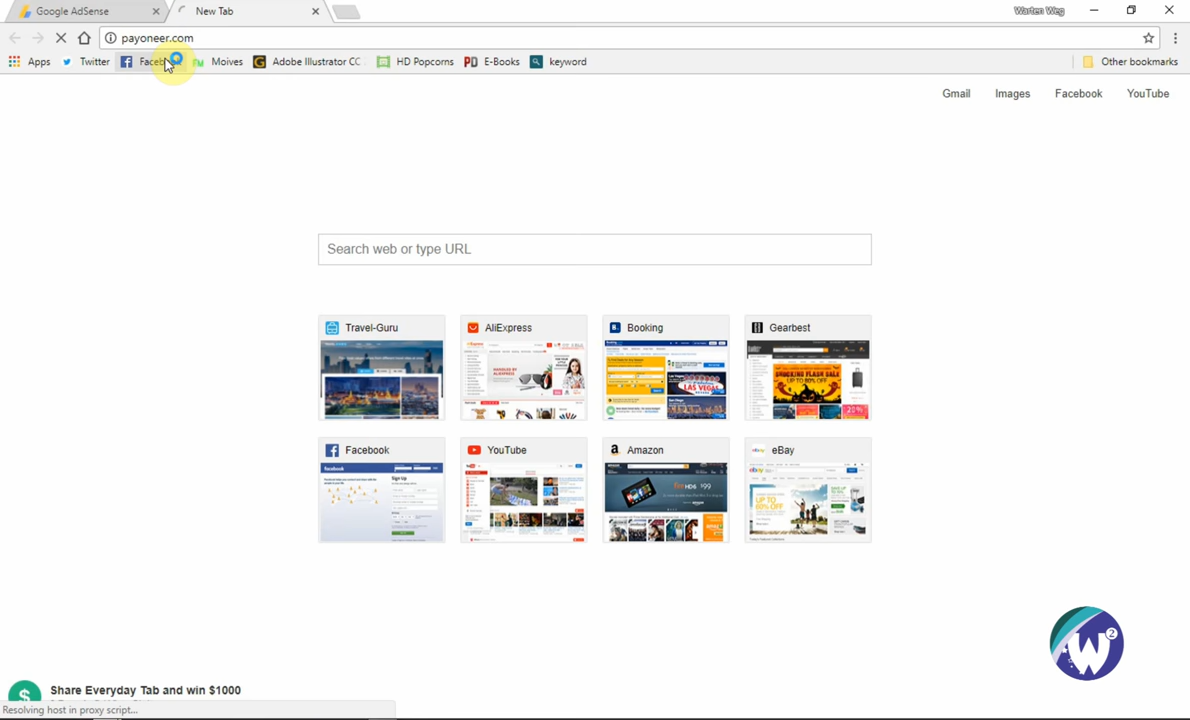 Google AdSense
New Tab
Warten Weg
payoneer.com
Apps
Twitter
Moives
Adobe Illustrator CC
HD Popcorns
PD E-Books
keyword
Other bookmarks
Gmail
Images
Facebook
YouTube
Search web or type URL
Travel-Guru
AliExpress
Booking
Gearbest
Facebook
YouTube
Amazon
eBay
W2
Share Everyday Tab and win $1000
Resolving host in proxy script...